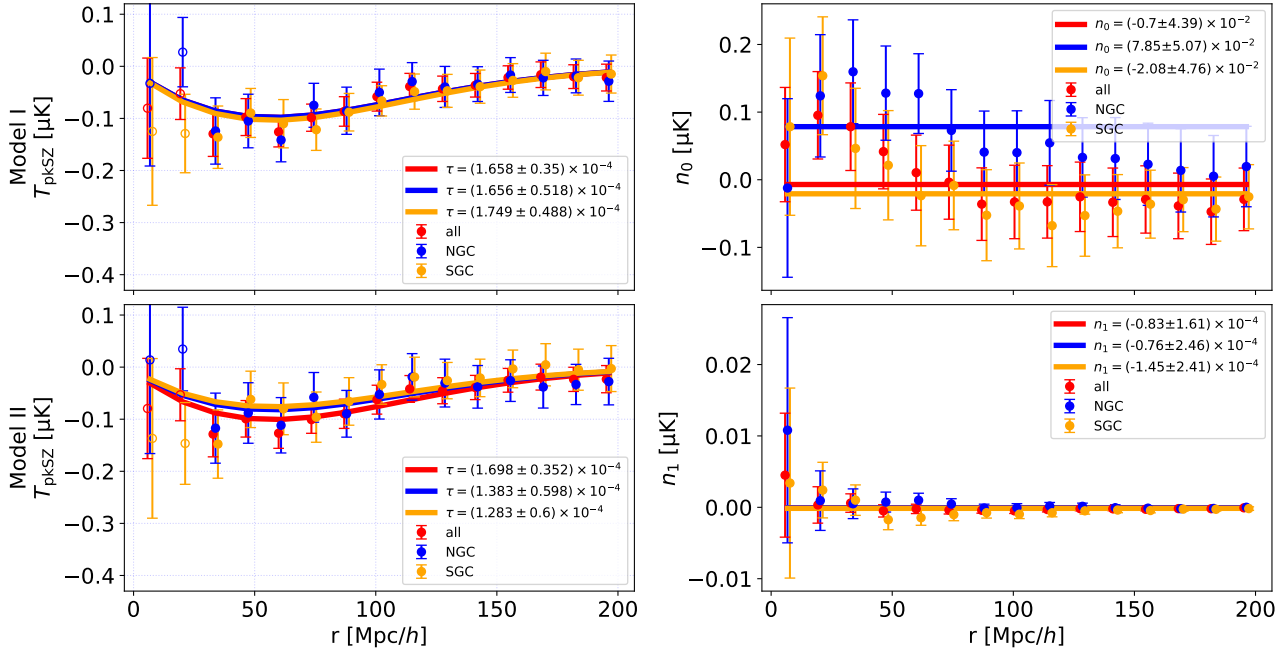 Model I
T_pkSZ [µK]
0.1
0.0
−0.1
−0.2
−0.3
−0.4
τ = (1.658 ± 0.35) × 10⁻⁴
τ = (1.656 ± 0.518) × 10⁻⁴
τ = (1.749 ± 0.488) × 10⁻⁴
all
NGC
SGC
n₀ [µK]
0.2
0.1
0.0
−0.1
n₀ = (-0.7±4.39) × 10⁻²
n₀ = (7.85±5.07) × 10⁻²
n₀ = (-2.08±4.76) × 10⁻²
all
NGC
SGC
Model II
T_pkSZ [µK]
0.1
0.0
−0.1
−0.2
−0.3
−0.4
τ = (1.698 ± 0.352) × 10⁻⁴
τ = (1.383 ± 0.598) × 10⁻⁴
τ = (1.283 ± 0.6) × 10⁻⁴
all
NGC
SGC
0 50 100 150 200
r [Mpc/h]
n₁ [µK]
0.02
0.01
0.00
−0.01
n₁ = (-0.83±1.61) × 10⁻⁴
n₁ = (-0.76±2.46) × 10⁻⁴
n₁ = (-1.45±2.41) × 10⁻⁴
all
NGC
SGC
0 50 100 150 200
r [Mpc/h]